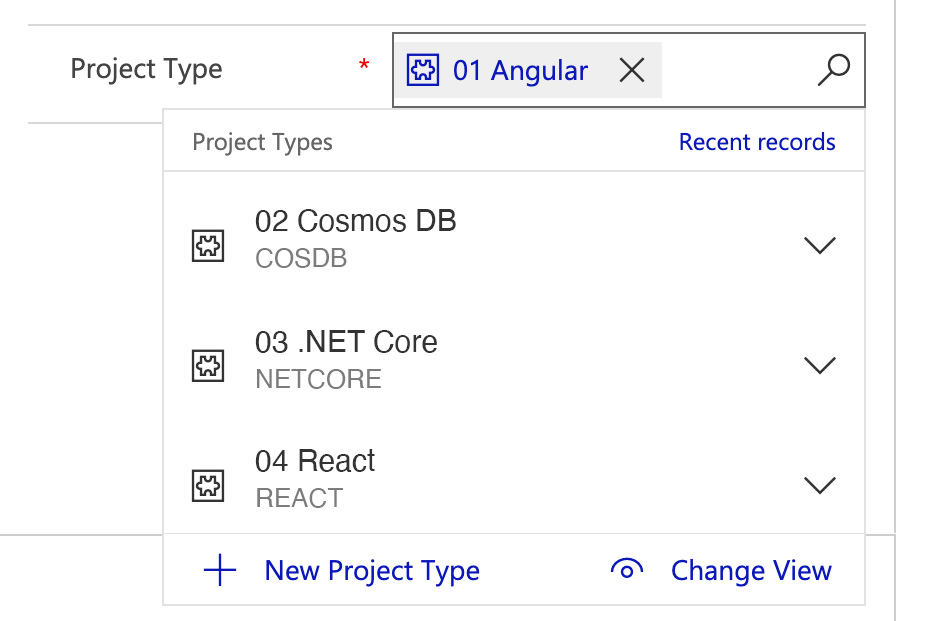 Project Type * 01 Angular
Project Types Recent records
02 Cosmos DB
COSDB
03 .NET Core
NETCORE
04 React
REACT
New Project Type Change View